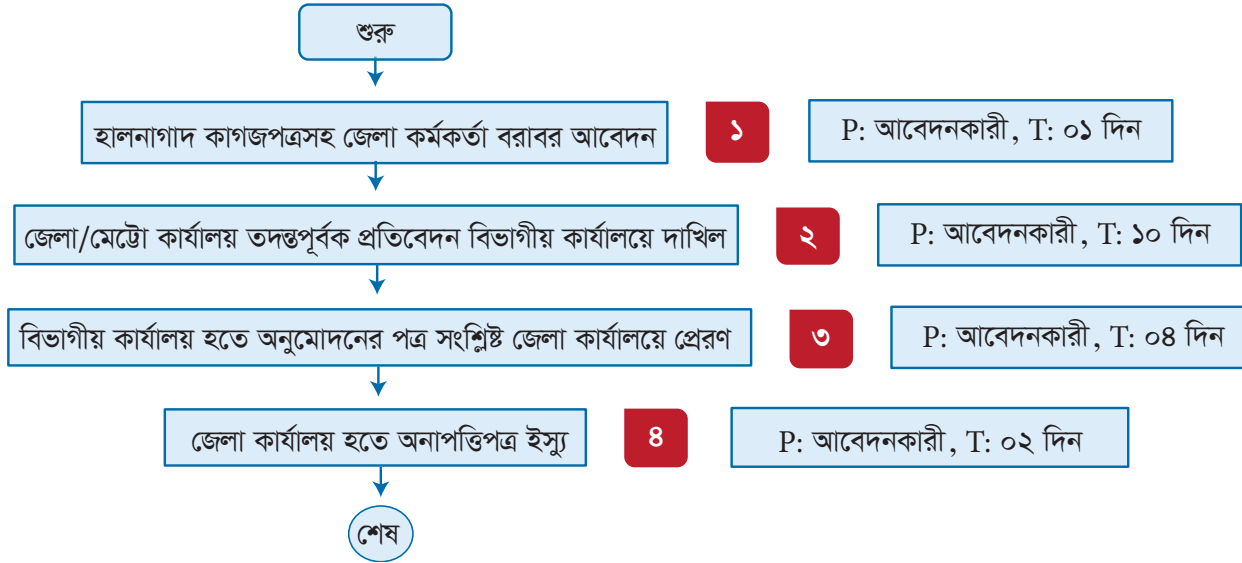 শুরু
হালনাগাদ কাগজপত্রসহ জেলা কর্মকর্তা বরাবর আবেদন
১
P: আবেদনকারী, T: ০১ দিন
জেলা/মেট্টো কার্যালয় তদন্তপূর্বক প্রতিবেদন বিভাগীয় কার্যালয়ে দাখিল
২
P: আবেদনকারী, T: ১০ দিন
বিভাগীয় কার্যালয় হতে অনুমোদনের পত্র সংশ্লিষ্ট জেলা কার্যালয়ে প্রেরণ
৩
P: আবেদনকারী, T: ০৪ দিন
জেলা কার্যালয় হতে অনাপত্তিপত্র ইস্যু
৪
P: আবেদনকারী, T: ০২ দিন
শেষ